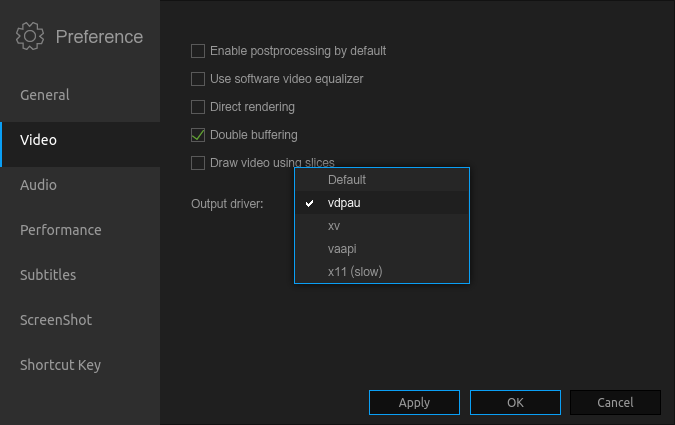 Preference
General
Video
Audio
Performance
Subtitles
ScreenShot
Shortcut Key
Enable postprocessing by default
Use software video equalizer
Direct rendering
Double buffering
Draw video using slices
Output driver:
Default
vdpau
xv
vaapi
x11 (slow)
Apply
OK
Cancel